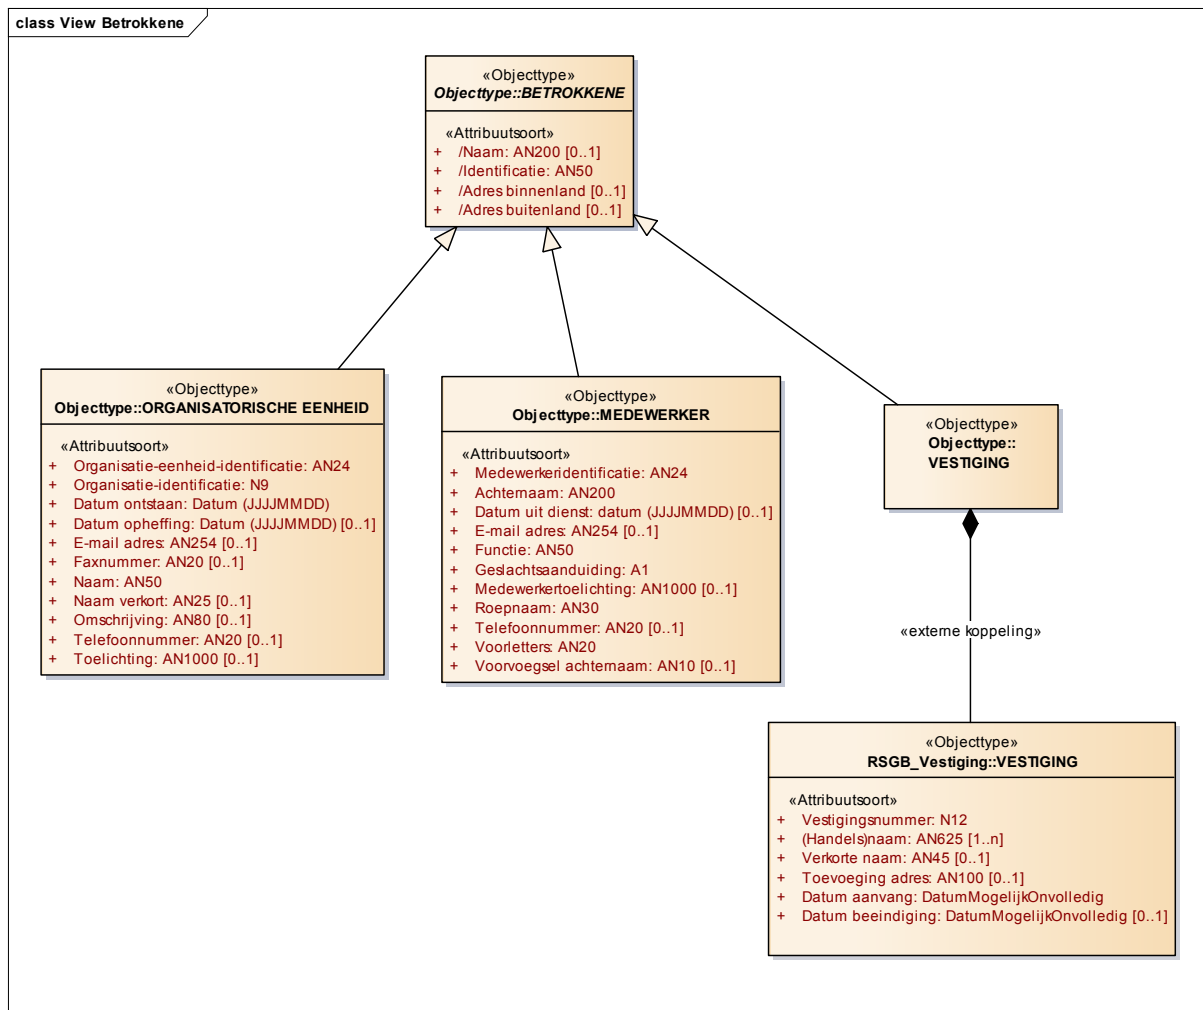 class View Betrokkene
«Objecttype»
Objecttype::BETROKKENE
«Attribuutsoort»
+ /Naam: AN200 [0..1]
+ /Identificatie: AN50
+ /Adres binnenland [0..1]
+ /Adres buitenland [0..1]
«Objecttype»
Objecttype::ORGANISATORISCHE EENHEID
«Attribuutsoort»
+ Organisatie-eenheid-identificatie: AN24
+ Organisatie-identificatie: N9
+ Datum ontstaan: Datum (JJJJMMDD)
+ Datum opheffing: Datum (JJJJMMDD) [0..1]
+ E-mail adres: AN254 [0..1]
+ Faxnummer: AN20 [0..1]
+ Naam: AN50
+ Naam verkort: AN25 [0..1]
+ Omschrijving: AN80 [0..1]
+ Telefoonnummer: AN20 [0..1]
+ Toelichting: AN1000 [0..1]
«Objecttype»
Objecttype::MEDEWERKER
«Attribuutsoort»
+ Medewerkeridentificatie: AN24
+ Achternaam: AN200
+ Datum uit dienst: datum (JJJJMMDD) [0..1]
+ E-mail adres: AN254 [0..1]
+ Functie: AN50
+ Geslachtsaanduiding: A1
+ Medewerkertoelichting: AN1000 [0..1]
+ Roepnaam: AN30
+ Telefoonnummer: AN20 [0..1]
+ Voorletters: AN20
+ Voorvoegsel achternaam: AN10 [0..1]
«Objecttype»
Objecttype::
VESTIGING
«externe koppeling»
«Objecttype»
RSGB_Vestiging::VESTIGING
«Attribuutsoort»
+ Vestigingsnummer: N12
+ (Handels)naam: AN625 [1..n]
+ Verkorte naam: AN45 [0..1]
+ Toevoeging adres: AN100 [0..1]
+ Datum aanvang: DatumMogelijkOnvolledig
+ Datum beeindiging: DatumMogelijkOnvolledig [0..1]